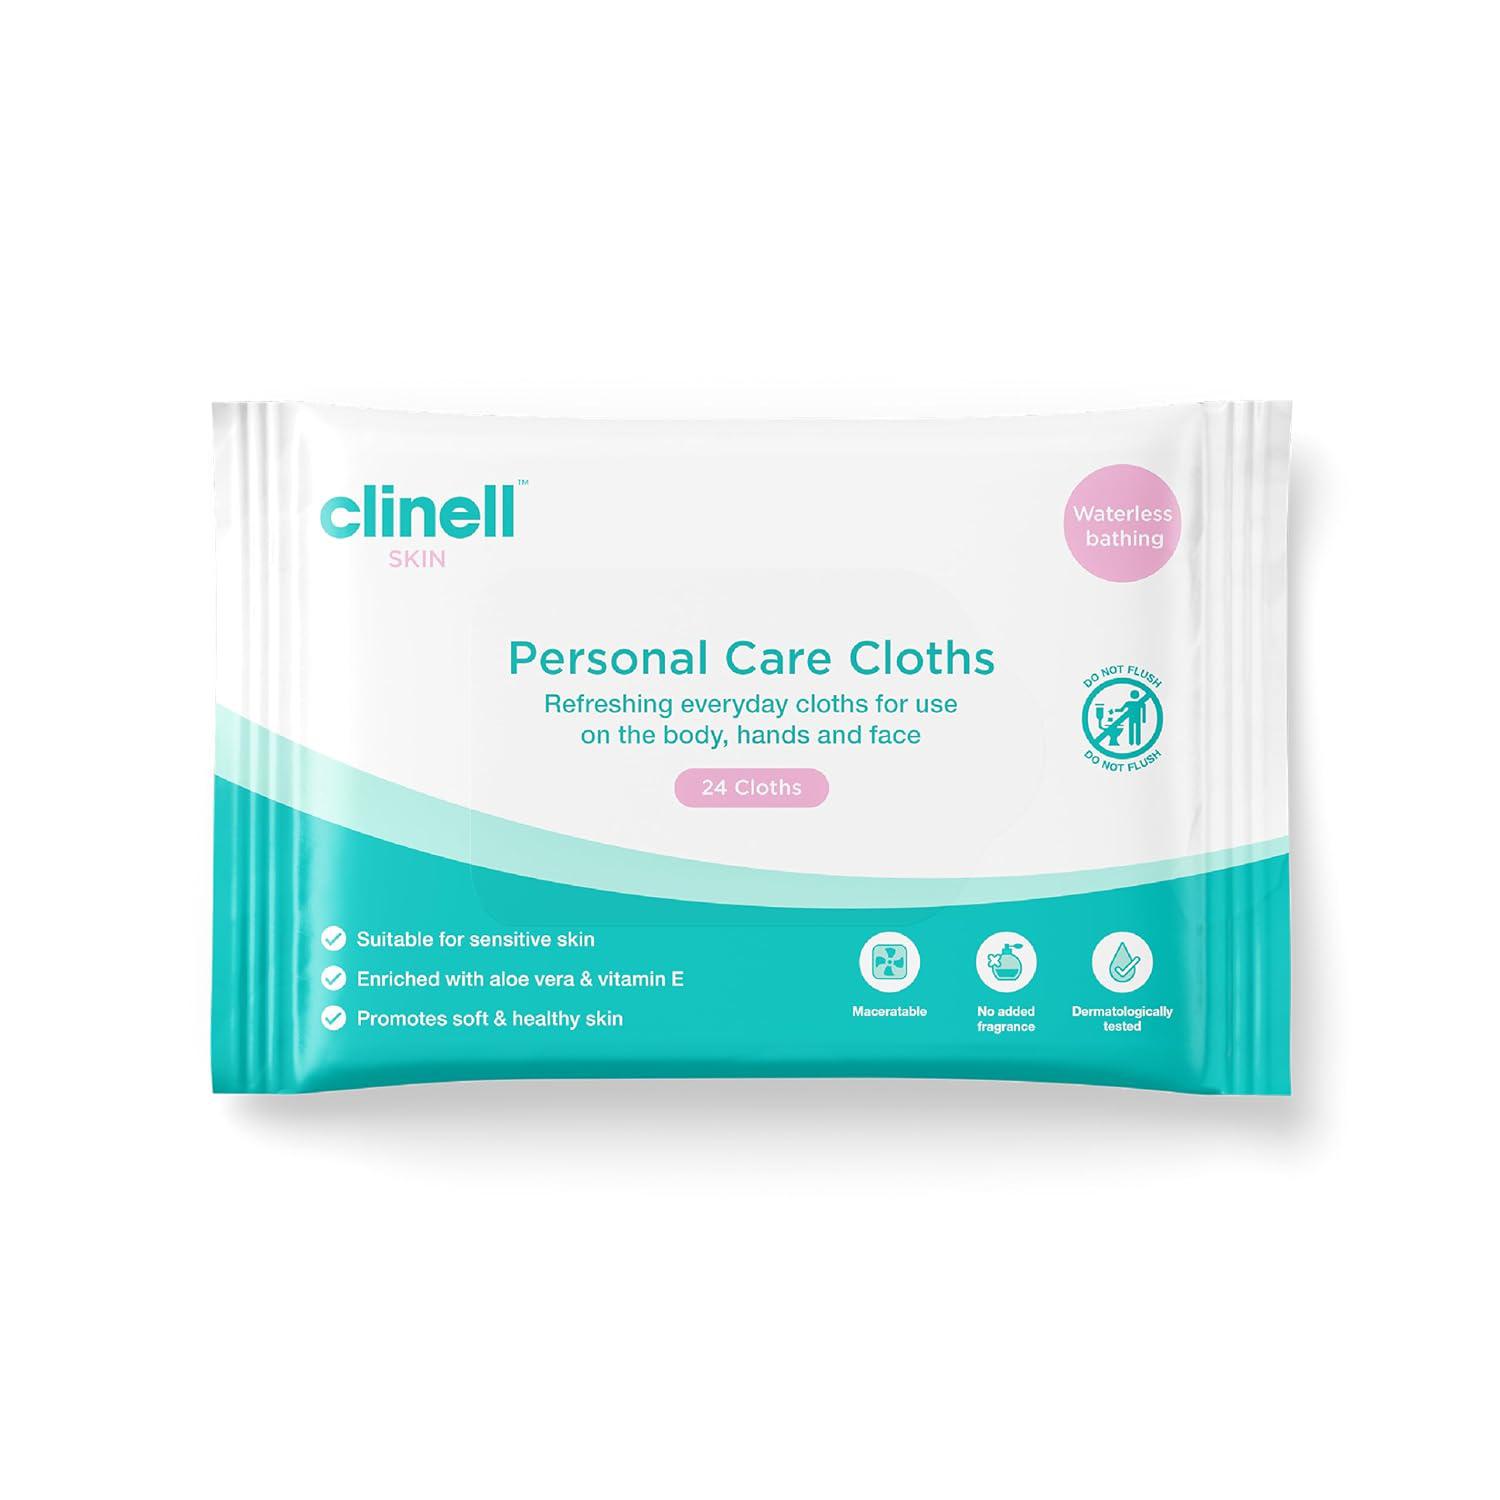 clinell™
SKIN
Waterless
bathing
Personal Care Cloths
Refreshing everyday cloths for use
on the body, hands and face
24 Cloths
DO NOT FLUSH
DO NOT FLUSH
Suitable for sensitive skin
Enriched with aloe vera & vitamin E
Promotes soft & healthy skin
Maceratable
No added
fragrance
Dermatologically
tested